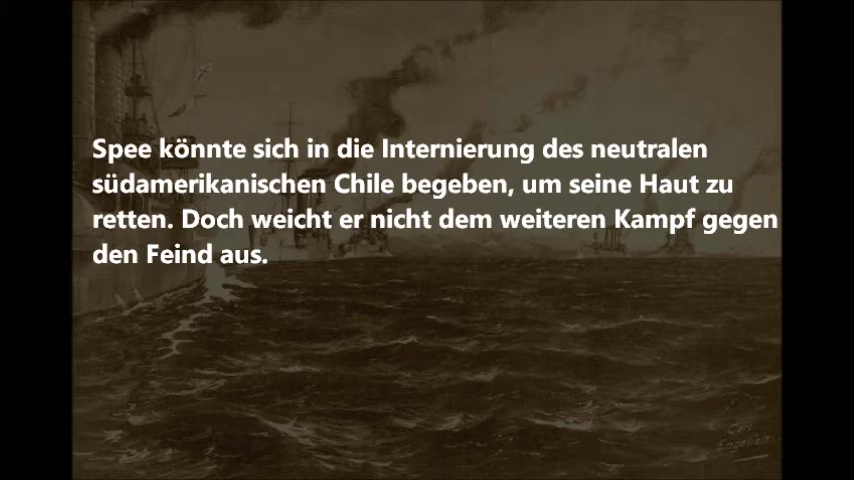 Spee könnte sich in die Internierung des neutralen
südamerikanischen Chile begeben, um seine Haut zu
retten. Doch weicht er nicht dem weiteren Kampf gegen
den Feind aus.